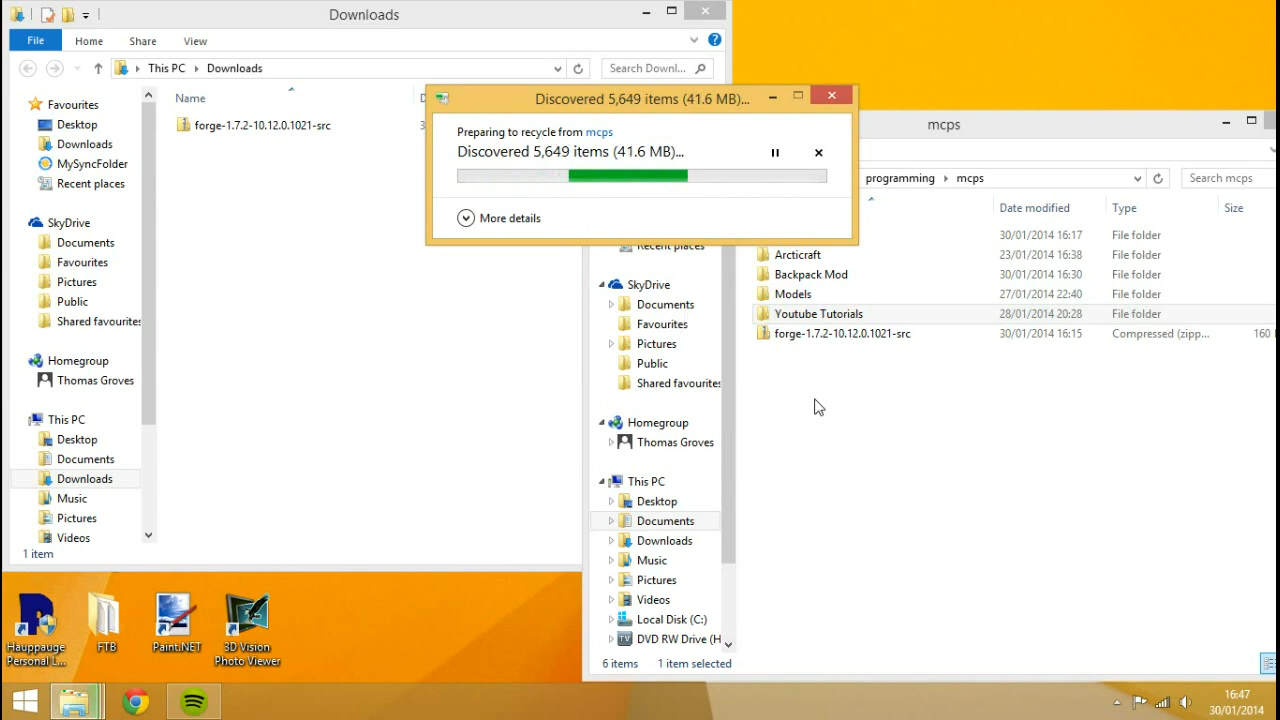 Downloads
File
Home
Share
View
This PC
Downloads
Search Downl...
Name
forge-1.7.2-10.12.0.1021-src
Favourites
Desktop
Downloads
MySyncFolder
Recent places
SkyDrive
Documents
Favourites
Pictures
Public
Shared favourites
Homegroup
Thomas Groves
This PC
Desktop
Documents
Downloads
Music
Pictures
Videos
1 item
Discovered 5,649 items (41.6 MB)...
Preparing to recycle from mcps
Discovered 5,649 items (41.6 MB)...
More details
mcps
programming
mcps
Search mcps
Date modified
Type
Size
30/01/2014 16:17
File folder
Arcticraft
23/01/2014 16:38
File folder
Backpack Mod
30/01/2014 16:30
File folder
Models
27/01/2014 22:40
File folder
Youtube Tutorials
28/01/2014 20:28
File folder
forge-1.7.2-10.12.0.1021-src
30/01/2014 16:15
Compressed (zipp...
160
Recent places
SkyDrive
Documents
Favourites
Pictures
Public
Shared favourites
Homegroup
Thomas Groves
This PC
Desktop
Documents
Downloads
Music
Pictures
Videos
Local Disk (C:)
DVD RW Drive (H
6 items
1 item selected
Hauppauge
Personal L...
FTB
Paint.NET
3D Vision
Photo Viewer
16:47
30/01/2014